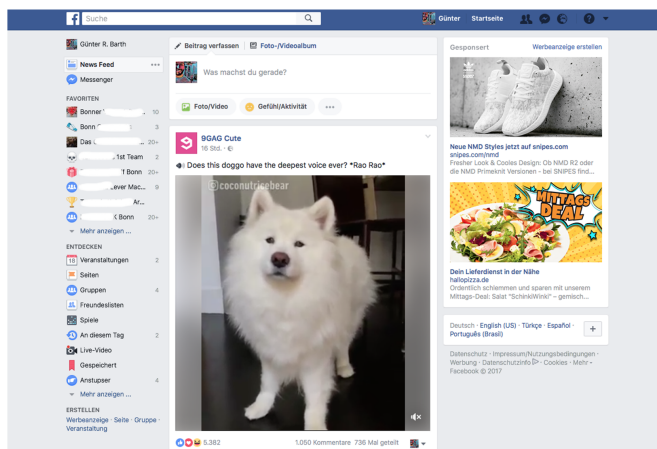 Suche
Günter
Startseite
Günter R. Barth
News Feed
Messenger
FAVORITEN
Bonner
10
Bonn
3
Das
20+
1st Team
2
Bonn
20+
ever Mac...
9
Ar...
Bonn
20+
Mehr anzeigen ...
ENTDECKEN
18
Veranstaltungen
2
Seiten
Gruppen
4
Freundeslisten
Spiele
An diesem Tag
2
Live-Video
Gespeichert
Anstupser
4
Mehr anzeigen ...
ERSTELLEN
Werbeanzeige · Seite · Gruppe ·
Veranstaltung
Beitrag verfassen
Foto-/Videoalbum
Was machst du gerade?
Foto/Video
Gefühl/Aktivität
9GAG Cute
16 Std. ·
Does this doggo have the deepest voice ever? *Rao Rao*
@coconutricebear
5.382
1.050 Kommentare 736 Mal geteilt
Gesponsert
Werbeanzeige erstellen
Neue NMD Styles jetzt auf snipes.com
snipes.com/nmd
Fresher Look & Cooles Design: Ob NMD R2 oder
die NMD Primeknit Versionen - bei SNIPES find...
MITTAGS
DEAL
Dein Lieferdienst in der Nähe
hallopizza.de
Ordentlich schlemmen und sparen mit unserem
Mittags-Deal: Salat "SchinkiWinki" – gemisch...
Deutsch · English (US) · Türkçe · Español ·
Português (Brasil)
Datenschutz · Impressum/Nutzungsbedingungen ·
Werbung · Datenschutzinfo · Cookies · Mehr
Facebook © 2017